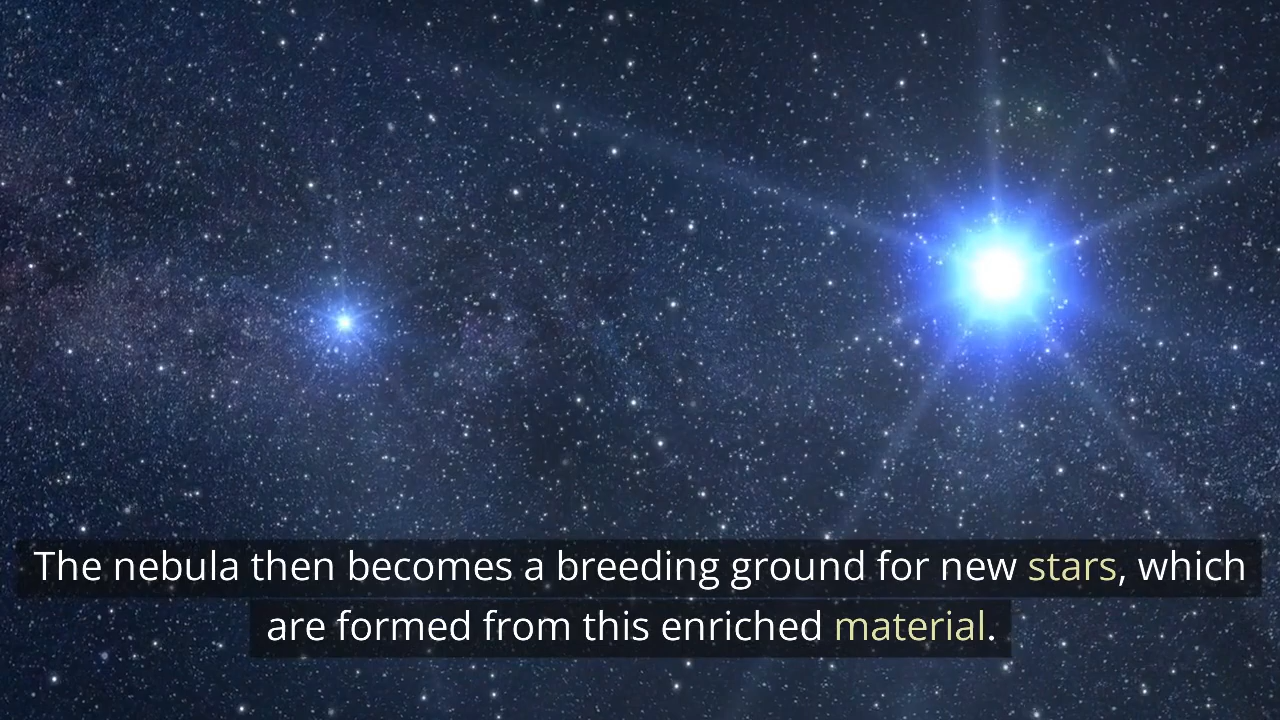 The nebula then becomes a breeding ground for new stars, which
are formed from this enriched material.